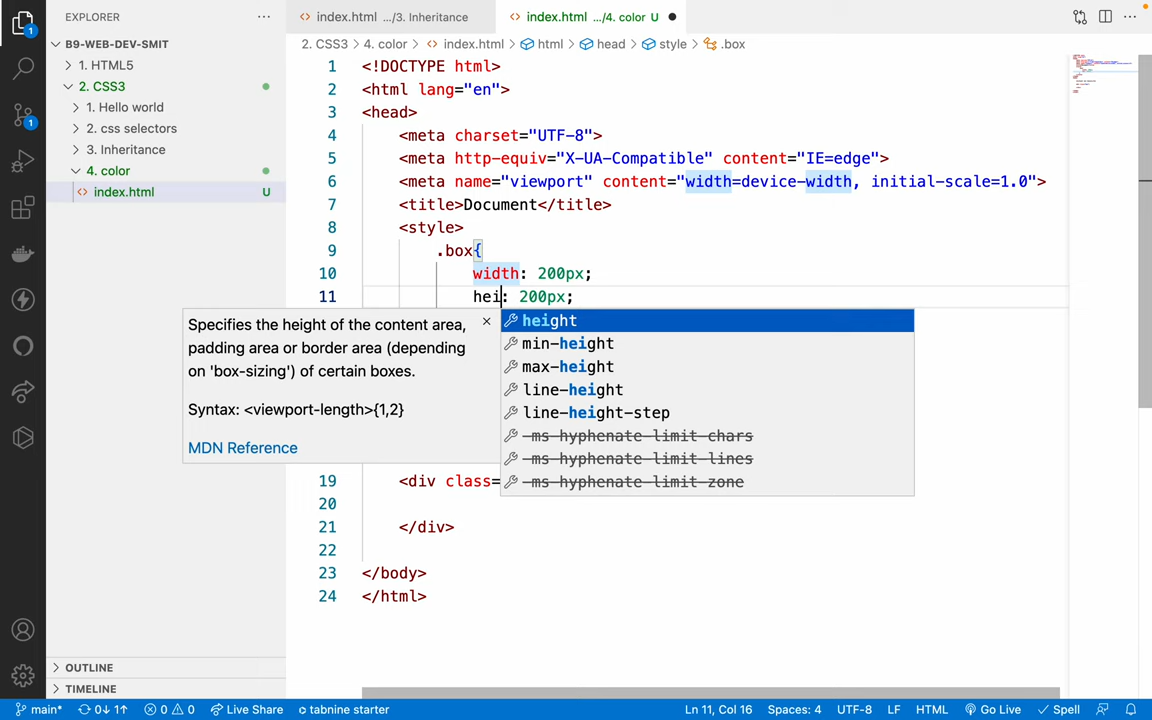 EXPLORER
index.html .../3. Inheritance
index.html .../4. color U
B9-WEB-DEV-SMIT
2. CSS3 > 4. color > index.html > html > head > style > .box
1. HTML5
2. CSS3
1. Hello world
2. css selectors
3. Inheritance
4. color
index.html U
1 <!DOCTYPE html>
2 <html lang="en">
3 <head>
4 <meta charset="UTF-8">
5 <meta http-equiv="X-UA-Compatible" content="IE=edge">
6 <meta name="viewport" content="width=device-width, initial-scale=1.0">
7 <title>Document</title>
8 <style>
9 .box{
10 width: 200px;
11 hei: 200px;
Specifies the height of the content area,
padding area or border area (depending
on 'box-sizing') of certain boxes.
Syntax: <viewport-length>{1,2}
MDN Reference
height
min-height
max-height
line-height
line-height-step
-ms-hyphenate-limit-chars
-ms-hyphenate-limit-lines
-ms-hyphenate-limit-zone
19 <div class=
20
21 </div>
22
23 </body>
24 </html>
OUTLINE
TIMELINE
1
1
main* 0↓ 1↑ 0 0 Live Share tabnine starter Ln 11, Col 16 Spaces: 4 UTF-8 LF HTML Go Live Spell